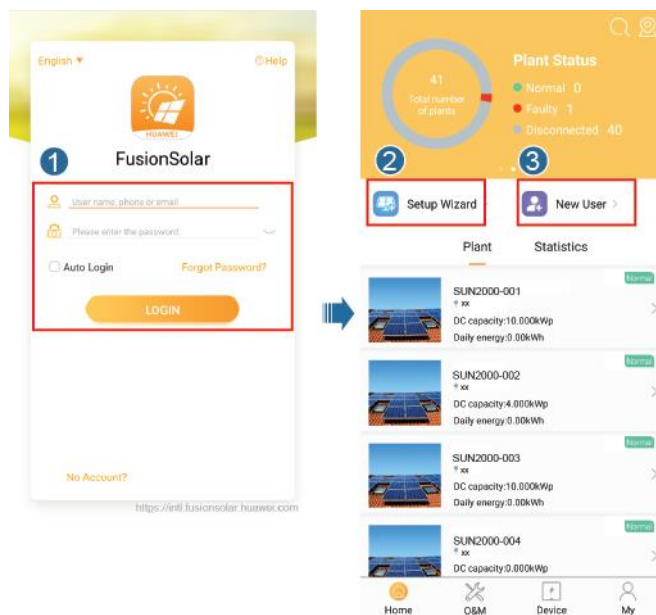 English ▼
?Help
HUAWEI
1
FusionSolar
User name, phone or email
Please enter the password.
Auto Login
Forgot Password?
LOGIN
No Account?
https://intl.fusionsolar.huawei.com
41
Total number
of plants
Plant Status
Normal 0
Faulty 1
Disconnected 40
2
3
Setup Wizard
New User >
Plant
Statistics
Normal
SUN2000-001
xx
DC capacity:10.000kWp
Daily energy:0.00kWh
Normal
SUN2000-002
xx
DC capacity:4.000kWp
Daily energy:0.00kWh
Normal
SUN2000-003
xx
DC capacity:10.000kWp
Daily energy:0.00kWh
Normal
SUN2000-004
xx
DC capacity:0.000kWp
Home
O&M
Device
My